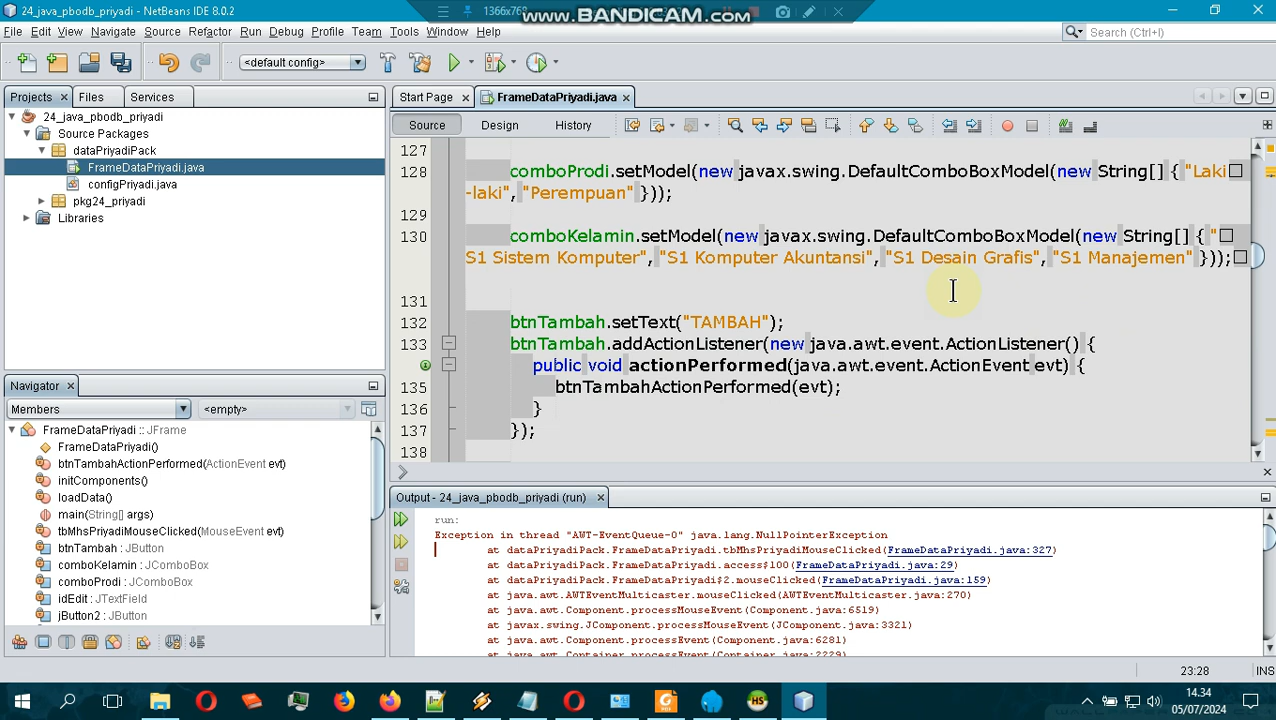 24_java_pbodb_priyadi - NetBeans IDE 8.0.2
1366x768
www.BANDICAM.com
File Edit View Navigate Source Refactor Run Debug Profile Team Tools Window Help
Search (Ctrl+I)
<default config>
Projects Files Services
Start Page FrameDataPriyadi.java
24_java_pbodb_priyadi
Source Packages
dataPriyadiPack
FrameDataPriyadi.java
configPriyadi.java
pkg24_priyadi
Libraries
Source Design History
127
128 comboProdi.setModel(new javax.swing.DefaultComboBoxModel(new String[] { "Laki
-laki","Perempuan" }));
129
130 comboKelamin.setModel(new javax.swing.DefaultComboBoxModel(new String[] { "
S1 Sistem Komputer","S1 Komputer Akuntansi","S1 Desain Grafis","S1 Manajemen" }));
131
132 btnTambah.setText("TAMBAH");
133 btnTambah.addActionListener(new java.awt.event.ActionListener() {
public void actionPerformed(java.awt.event.ActionEvent evt) {
135 btnTambahActionPerformed(evt);
136 }
137 });
138
Navigator
Members <empty>
FrameDataPriyadi :: JFrame
FrameDataPriyadi()
btnTambahActionPerformed(ActionEvent evt)
initComponents()
loadData()
main(String[] args)
tbMhsPriyadiMouseClicked(MouseEvent evt)
btnTambah : JButton
comboKelamin : JComboBox
comboProdi : JComboBox
idEdit : JTextField
jButton2 : JButton
Output - 24_java_pbodb_priyadi (run)
run:
Exception in thread "AWT-EventQueue-0" java.lang.NullPointerException
at dataPriyadiPack.FrameDataPriyadi.tbMhsPriyadiMouseClicked(FrameDataPriyadi.java:327)
at dataPriyadiPack.FrameDataPriyadi.access$100(FrameDataPriyadi.java:29)
at dataPriyadiPack.FrameDataPriyadi$2.mouseClicked(FrameDataPriyadi.java:159)
at java.awt.AWTEventMulticaster.mouseClicked(AWTEventMulticaster.java:270)
at java.awt.Component.processMouseEvent(Component.java:6519)
at javax.swing.JComponent.processMouseEvent(JComponent.java:3321)
at java.awt.Component.processEvent(Component.java:6281)
at java.awt.Container.processEvent(Container.java:2229)
23:28 INS
14.34
05/07/2024